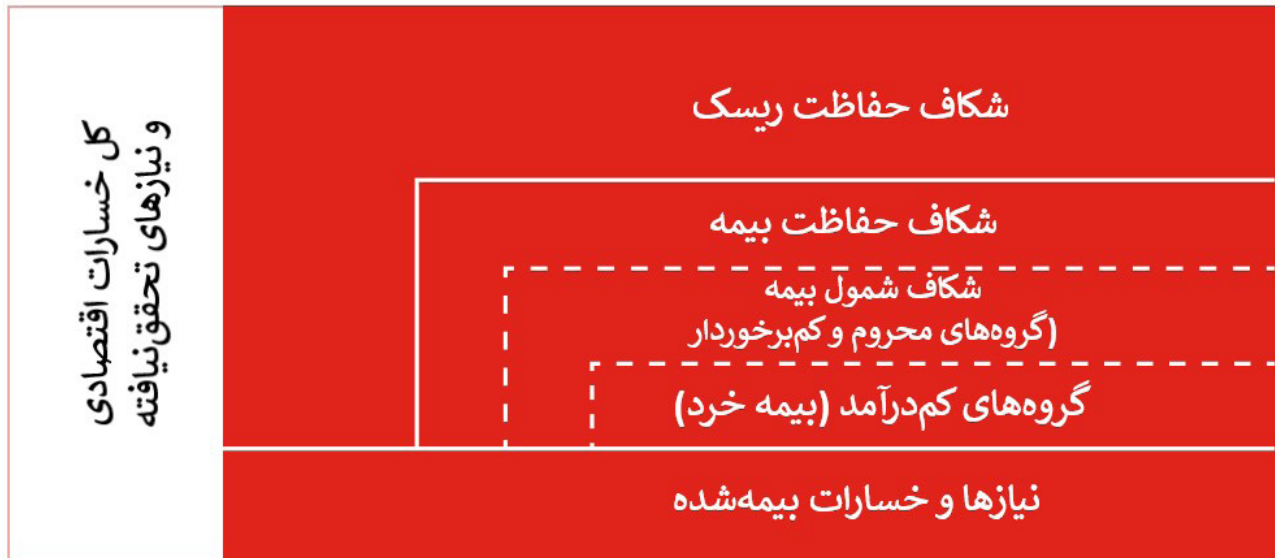 کل خسارات اقتصادی
و نیازهای تحقق‌نیافته
شکاف حفاظت ریسک
شکاف حفاظت بیمه
شکاف شمول بیمه
(گروه‌های محروم و کم‌برخوردار
گروه‌های کم‌درآمد (بیمه خرد)
نیازها و خسارات بیمه‌شده